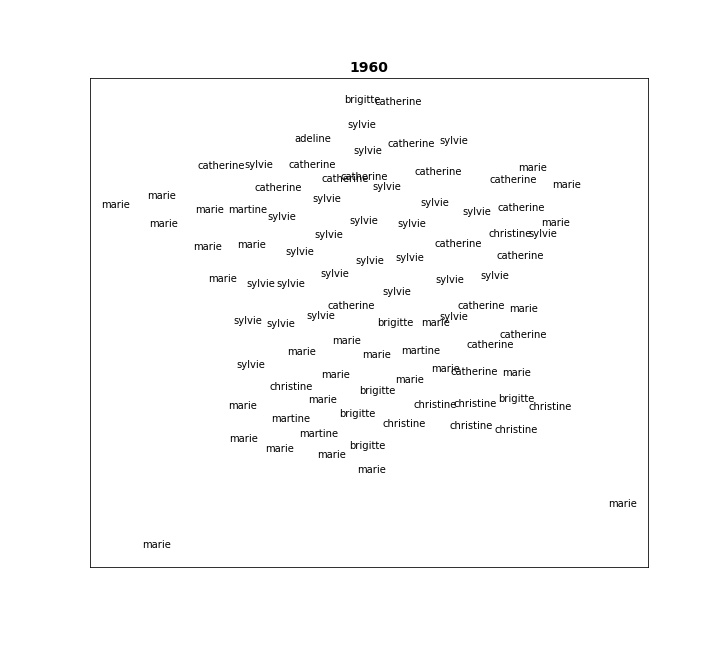 1960
brigitte catherine
sylvie
adeline catherine sylvie
sylvie
catherine sylvie catherine catherine marie
catherine catherine catherine marie
catherine sylvie
marie marie sylvie sylvie catherine
marie martine sylvie sylvie
marie sylvie sylvie marie
sylvie christine sylvie
marie marie sylvie catherine
sylvie sylvie catherine
marie sylvie sylvie sylvie sylvie sylvie
sylvie
catherine catherine marie
sylvie sylvie sylvie brigitte marie sylvie
marie catherine
marie marie martine catherine
sylvie marie marie catherine marie
christine marie brigitte
marie marie brigitte christine christine brigitte christine
martine brigitte christine christine christine
marie martine brigitte
marie marie
marie
marie
marie